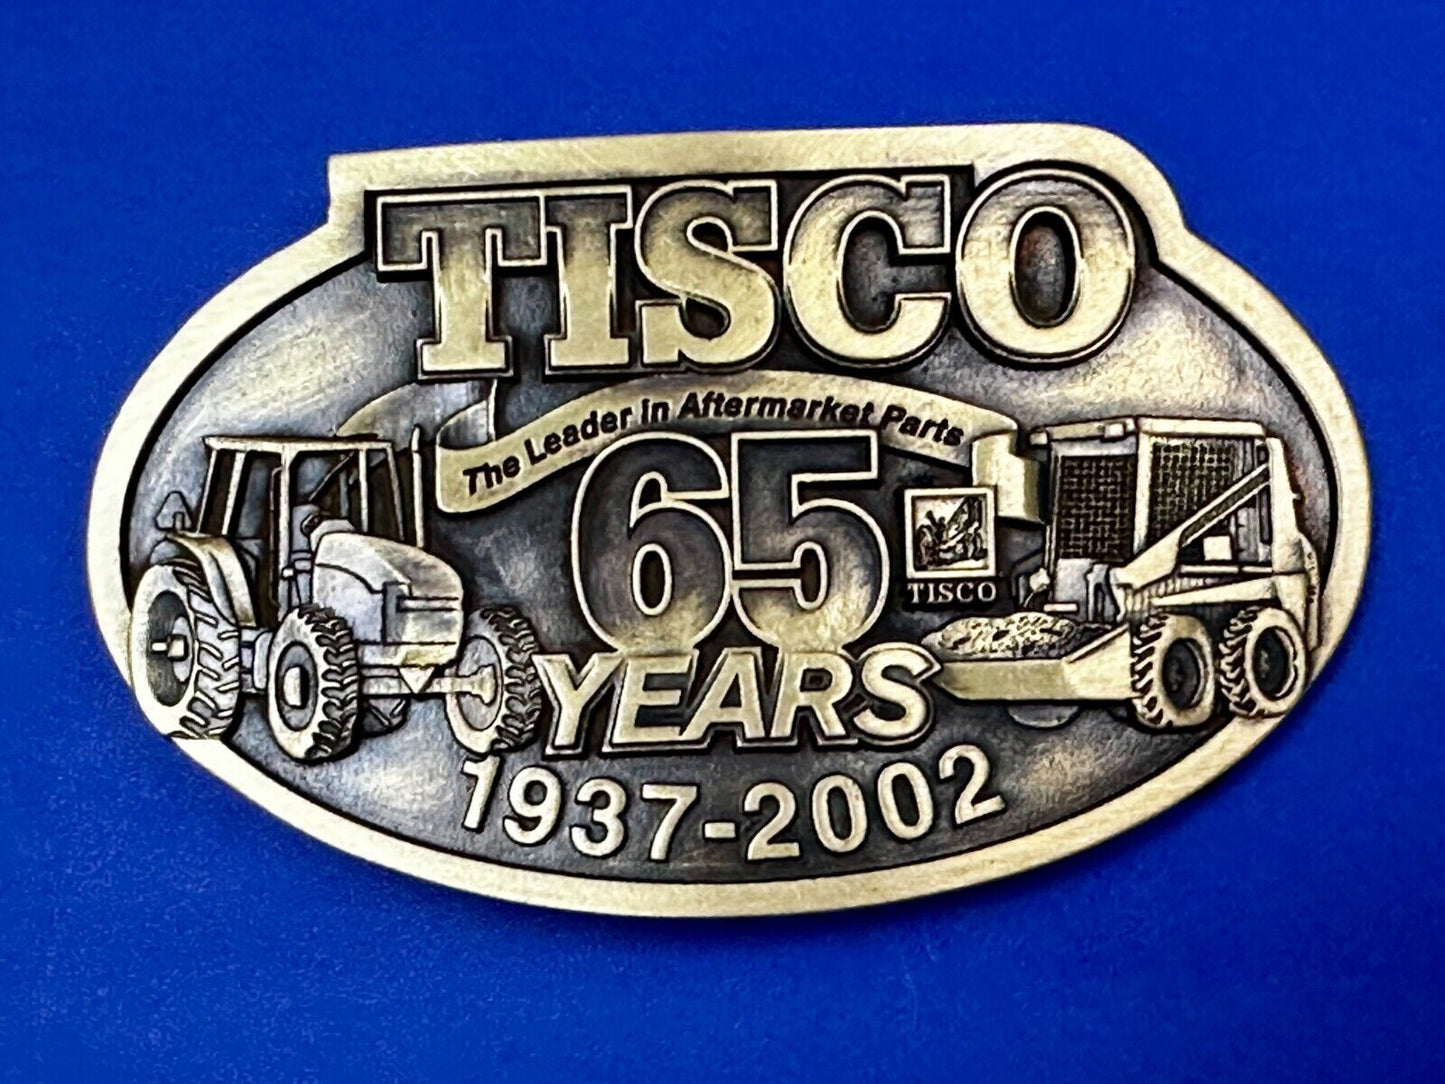 TISCO
The Leader in Aftermarket Parts
65
TISCO
YEARS
1937-2002